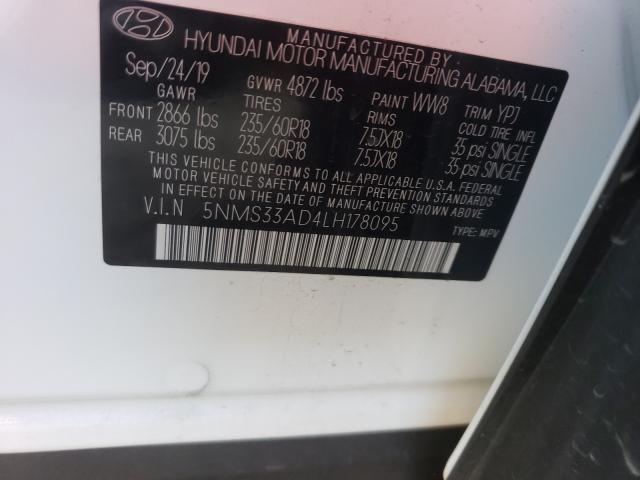 MANUFACTURED BY
HYUNDAI MOTOR MANUFACTURING ALABAMA, LLC
Sep/24/19 GVWR 4872 lbs PAINT WW8 TRIM YPJ
GAWR TIRES RIMS COLD TIRE INFL
FRONT 2866 lbs 235/60R18 7.5JX18 35 psi SINGLE
REAR 3075 lbs 235/60R18 7.5JX18 35 psi SINGLE
THIS VEHICLE CONFORMS TO ALL APPLICABLE U.S.A. FEDERAL
MOTOR VEHICLE SAFETY, BUMPER, AND THEFT PREVENTION STANDARDS
IN EFFECT ON THE DATE OF MANUFACTURE SHOWN ABOVE.
V.I.N 5NMS33AD4LH178095
TYPE: MPV